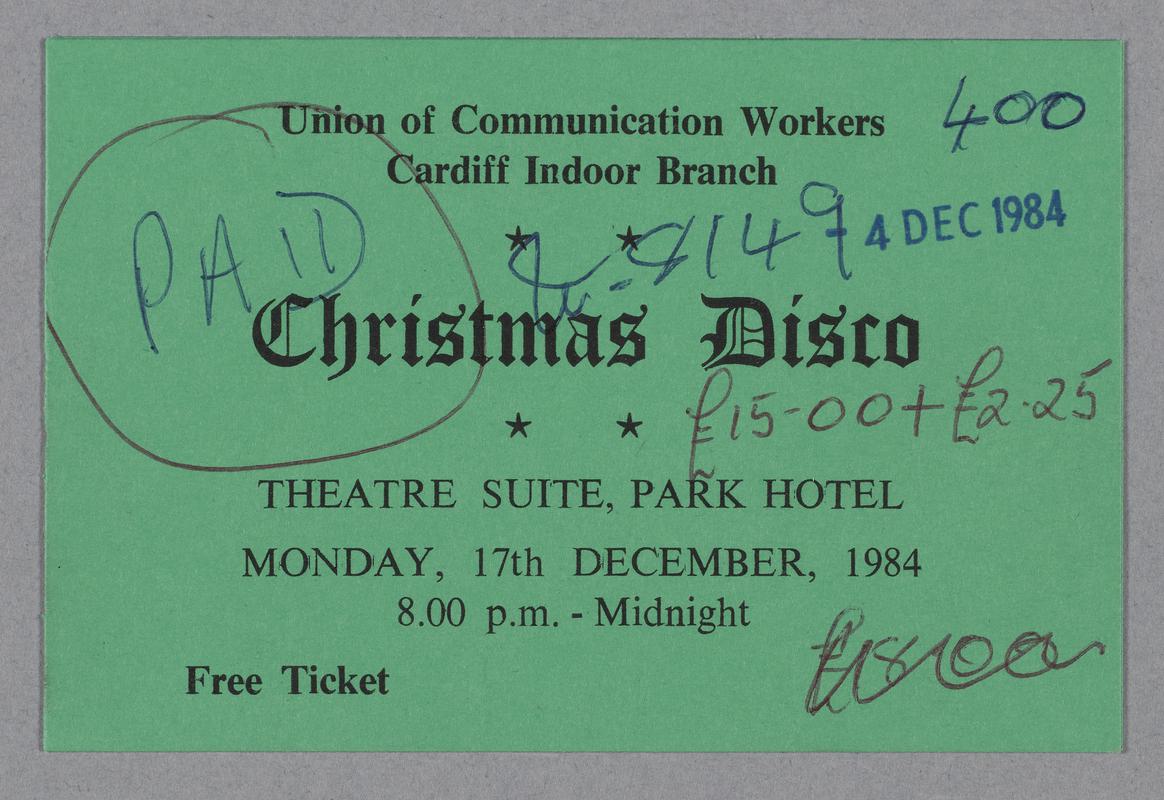 Union of Communication Workers
400
Cardiff Indoor Branch
PAID
4149
- 4 DEC 1984
Christmas Disco
£15-00+£2.25
THEATRE SUITE, PARK HOTEL
MONDAY, 17th DECEMBER, 1984
8.00 p.m. - Midnight
Free Ticket